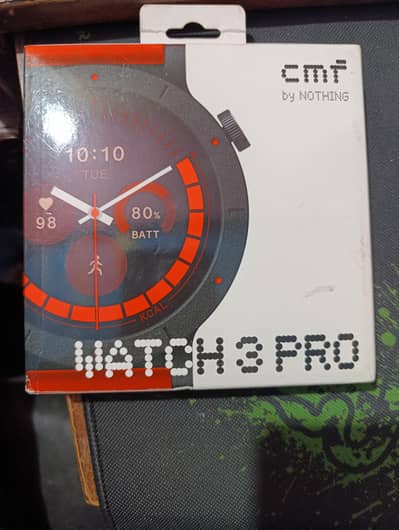 cmf
by NOTHING
10:10
TUE
98
80%
BATT
KCAL
WATCH 3 PRO